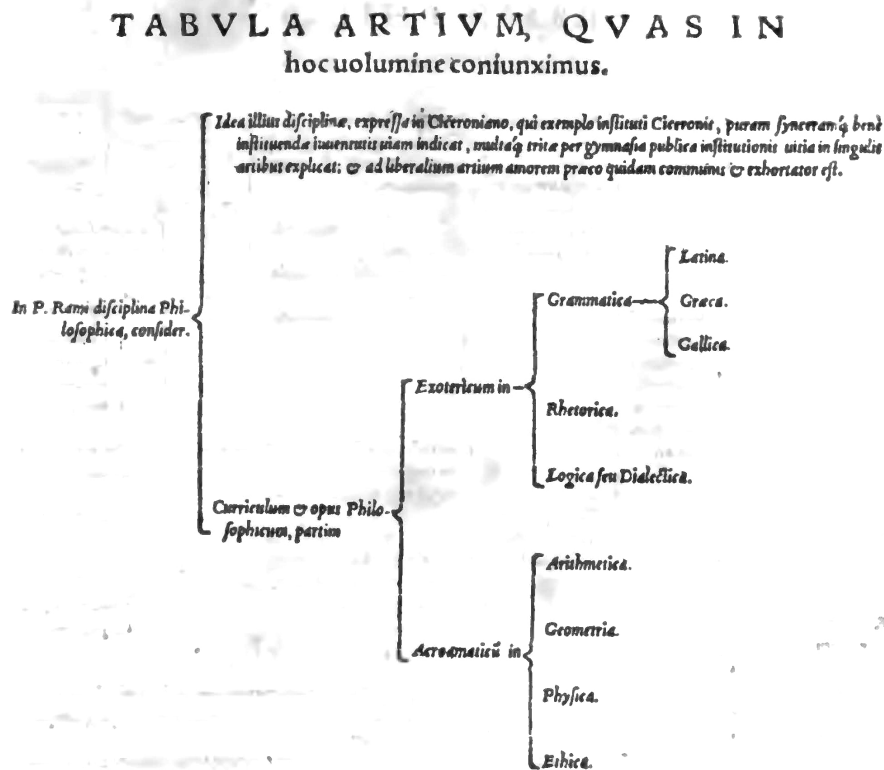 TABVLA ARTIVM, QVAS IN
hoc uolumine coniunximus.
Idea illius disciplinæ, expressa in Ciceroniano, qui exemplo instituti Ciceronis, puram synceramq́; benè
instituendæ iuuentutis uiam indicat, multaq́; trita per gymnasia publica institutionis uitia in singulis
artibus explicat: & ad liberalium artium amorem præco quidam communis & exhortator est.
In P. Rami disciplina Phi-
losophica, consider.
Curriculum & opus Philo-
sophicum, partim
Exotericum in
Grammatica
Latina.
Græca.
Gallica.
Rhetorica.
Logica seu Dialectica.
Acroamaticũ in
Arithmetica.
Geometria.
Physica.
Ethica.